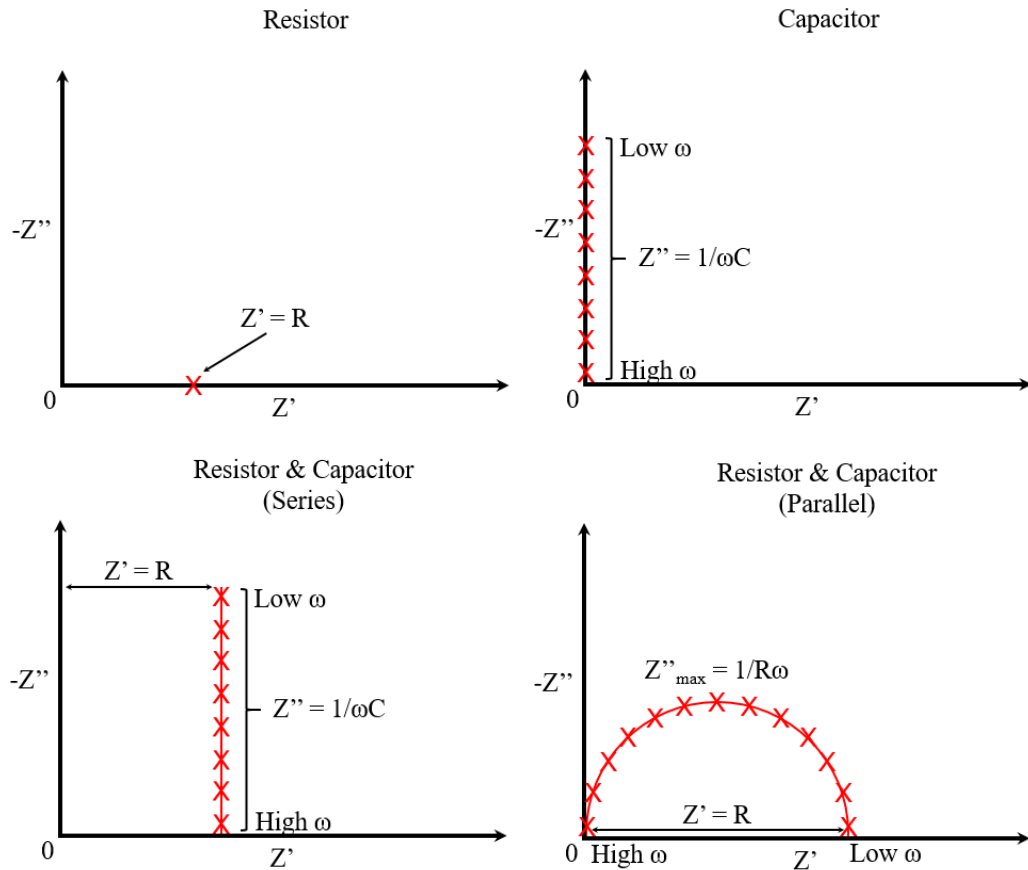 Resistor
-Z’’
Z’ = R
0
Z’
Capacitor
Low ω
-Z’’
Z’’ = 1/ωC
High ω
0
Z’
Resistor & Capacitor
(Series)
Z’ = R
Low ω
-Z’’
Z’’ = 1/ωC
High ω
0
Z’
Resistor & Capacitor
(Parallel)
Z’’max = 1/Rω
-Z’’
Z’ = R
0
High ω
Z’
Low ω